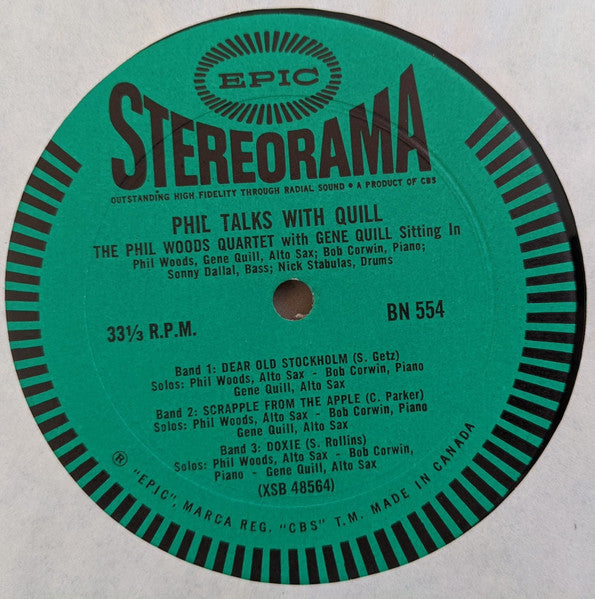 EPIC
STEREORAMA
OUTSTANDING HIGH FIDELITY THROUGH RADIAL SOUND • A PRODUCT OF CBS
PHIL TALKS WITH QUILL
THE PHIL WOODS QUARTET with GENE QUILL Sitting In
Phil Woods, Gene Quill, Alto Sax; Bob Corwin, Piano;
Sonny Dallal, Bass; Nick Stabulas, Drums
33⅓ R.P.M.
BN 554
Band 1: DEAR OLD STOCKHOLM (S. Getz)
Solos: Phil Woods, Alto Sax - Bob Corwin, Piano
Gene Quill, Alto Sax
Band 2: SCRAPPLE FROM THE APPLE (C. Parker)
Solos: Phil Woods, Alto Sax - Bob Corwin, Piano
Gene Quill, Alto Sax
Band 3: DOXIE (S. Rollins)
Solos: Phil Woods, Alto Sax - Bob Corwin,
Piano - Gene Quill, Alto Sax
(XSB 48564)
® "EPIC", MARCA REG. "CBS" T.M. MADE IN CANADA